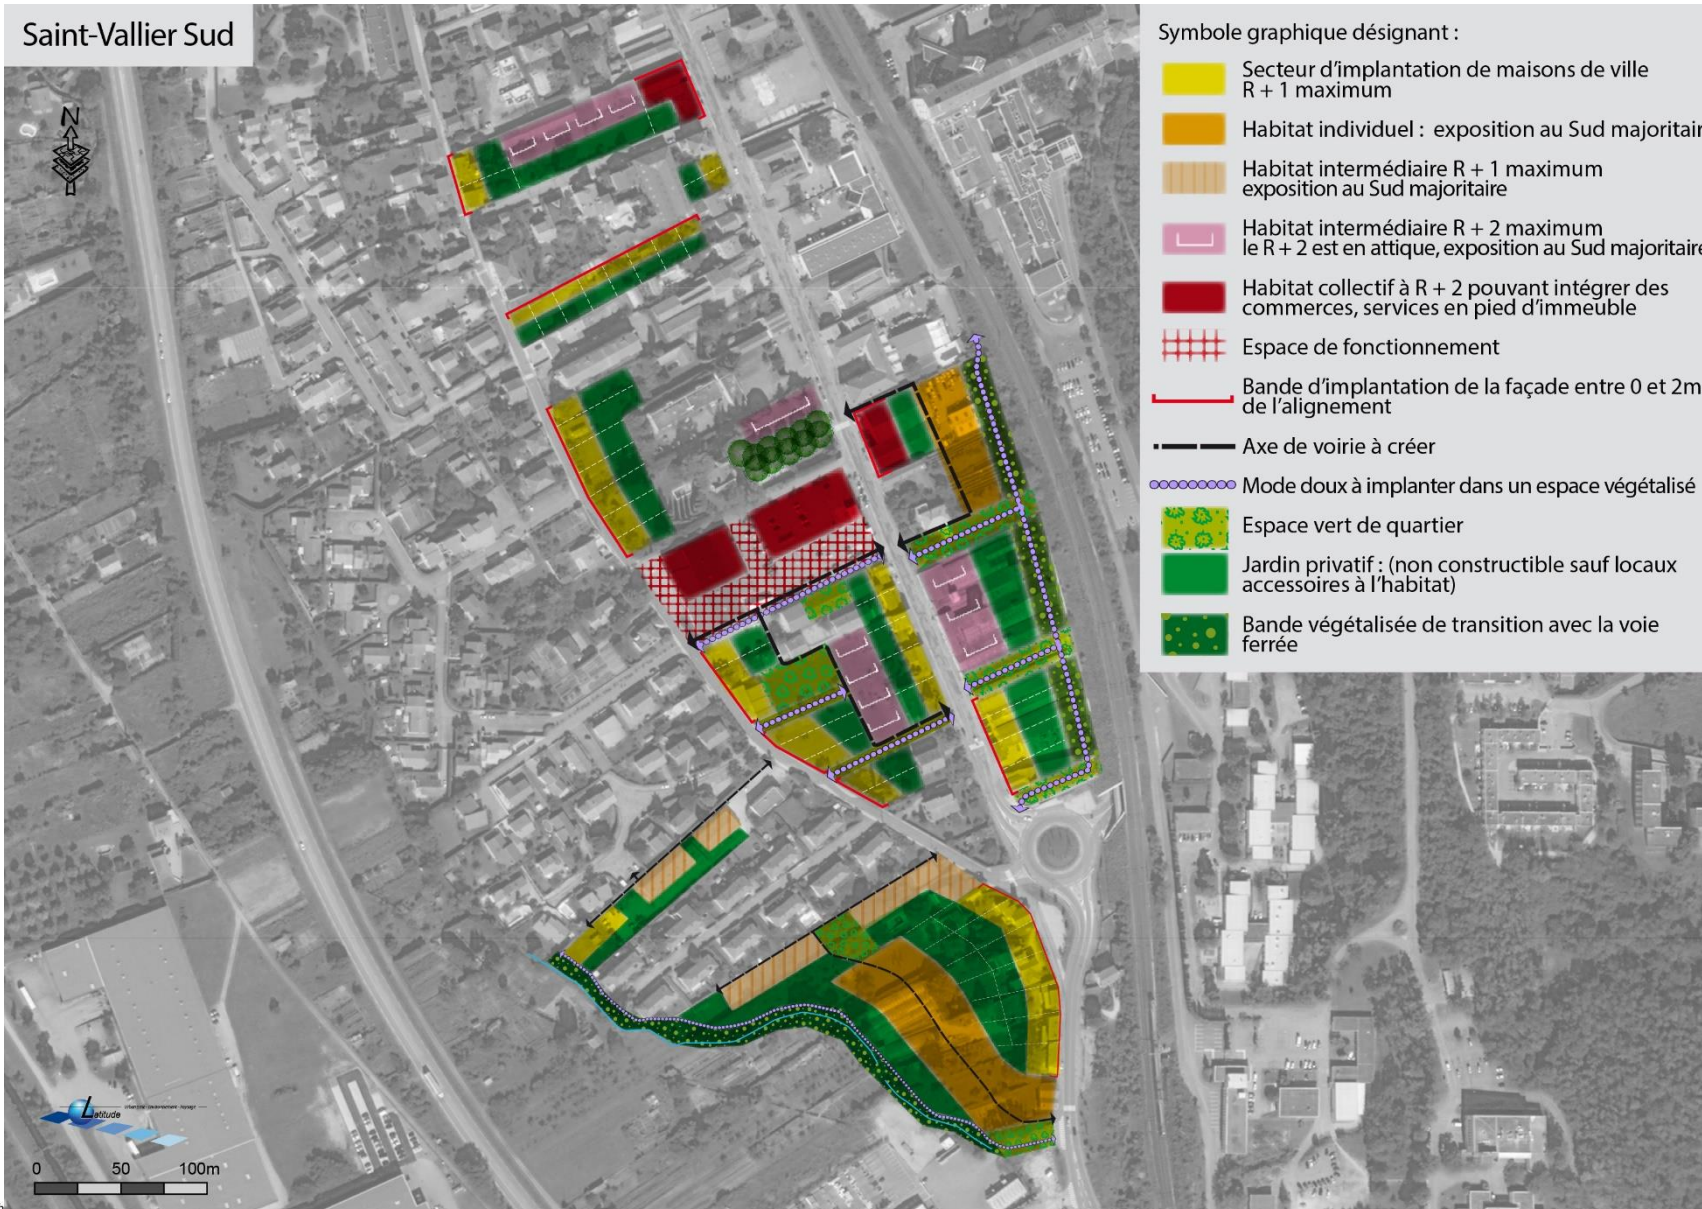 Saint-Vallier Sud
N
Symbole graphique désignant :
Secteur d'implantation de maisons de ville
R + 1 maximum
Habitat individuel : exposition au Sud majoritair
Habitat intermédiaire R + 1 maximum
exposition au Sud majoritaire
Habitat intermédiaire R + 2 maximum
le R + 2 est en attique, exposition au Sud majoritaire
Habitat collectif à R + 2 pouvant intégrer des
commerces, services en pied d'immeuble
Espace de fonctionnement
Bande d'implantation de la façade entre 0 et 2m
de l'alignement
Axe de voirie à créer
Mode doux à implanter dans un espace végétalisé
Espace vert de quartier
Jardin privatif : (non constructible sauf locaux
accessoires à l'habitat)
Bande végétalisée de transition avec la voie
ferrée
Latitude
0 50 100m